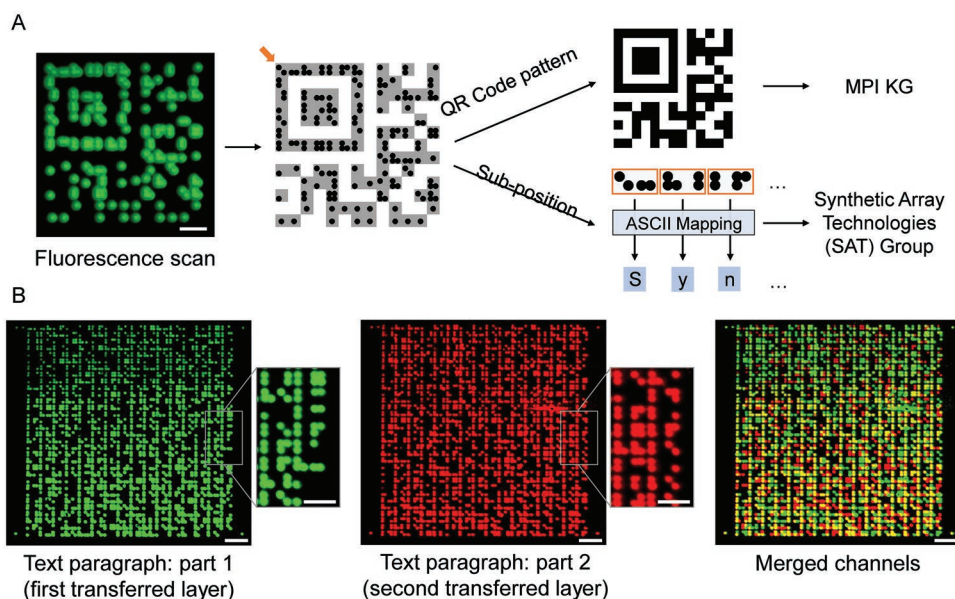 A
Fluorescence scan
QR Code pattern
Sub-position
MPI KG
...
ASCII Mapping
S y n ...
Synthetic Array
Technologies
(SAT) Group
B
Text paragraph: part 1
(first transferred layer)
Text paragraph: part 2
(second transferred layer)
Merged channels